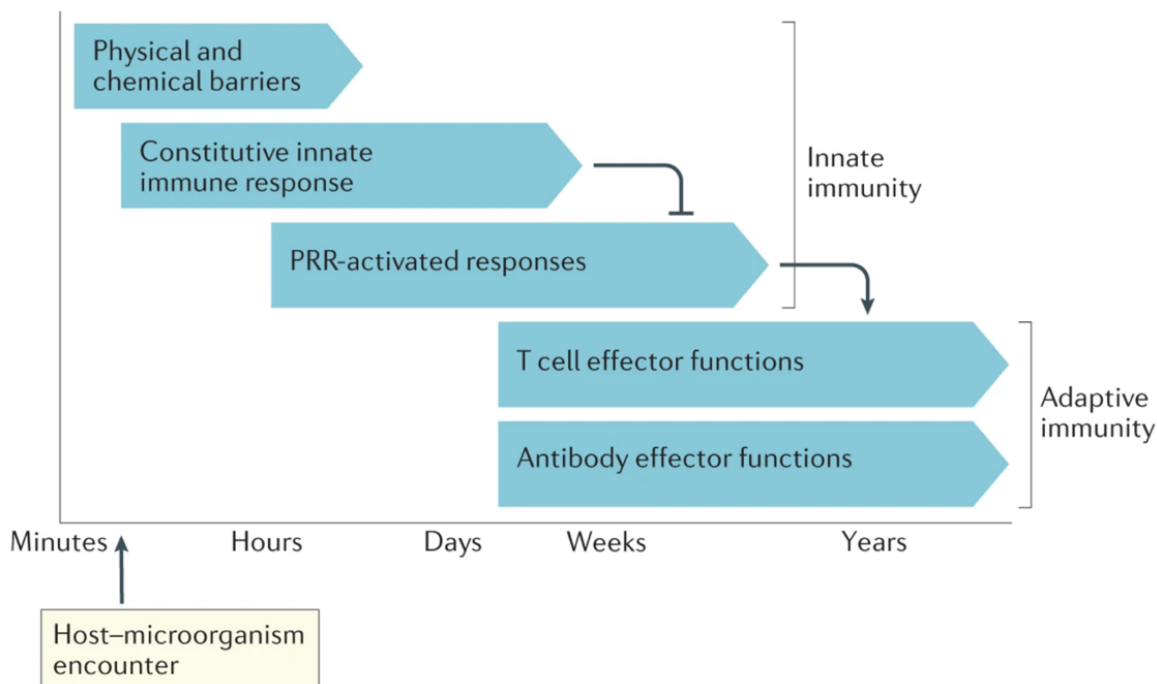 Physical and
chemical barriers
Constitutive innate
immune response
Innate
immunity
PRR-activated responses
T cell effector functions
Adaptive
immunity
Antibody effector functions
Minutes Hours Days Weeks Years
Host–microorganism
encounter